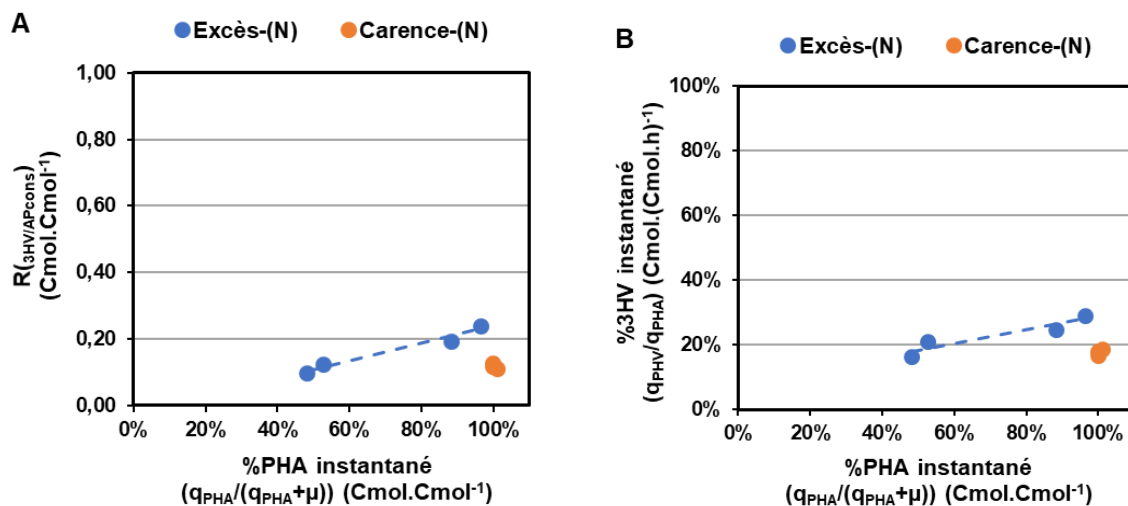 A
Excès-(N) Carence-(N)
R(3HV/APcons)
(Cmol.Cmol-1)
1,00
0,80
0,60
0,40
0,20
0,00
0% 20% 40% 60% 80% 100%
%PHA instantané
(qPHA/(qPHA+µ)) (Cmol.Cmol-1)
B
Excès-(N) Carence-(N)
%3HV instantané
(qPHV/qPHA) (Cmol.(Cmol.h)-1)
100%
80%
60%
40%
20%
0%
0% 20% 40% 60% 80% 100%
%PHA instantané
(qPHA/(qPHA+µ)) (Cmol.Cmol-1)